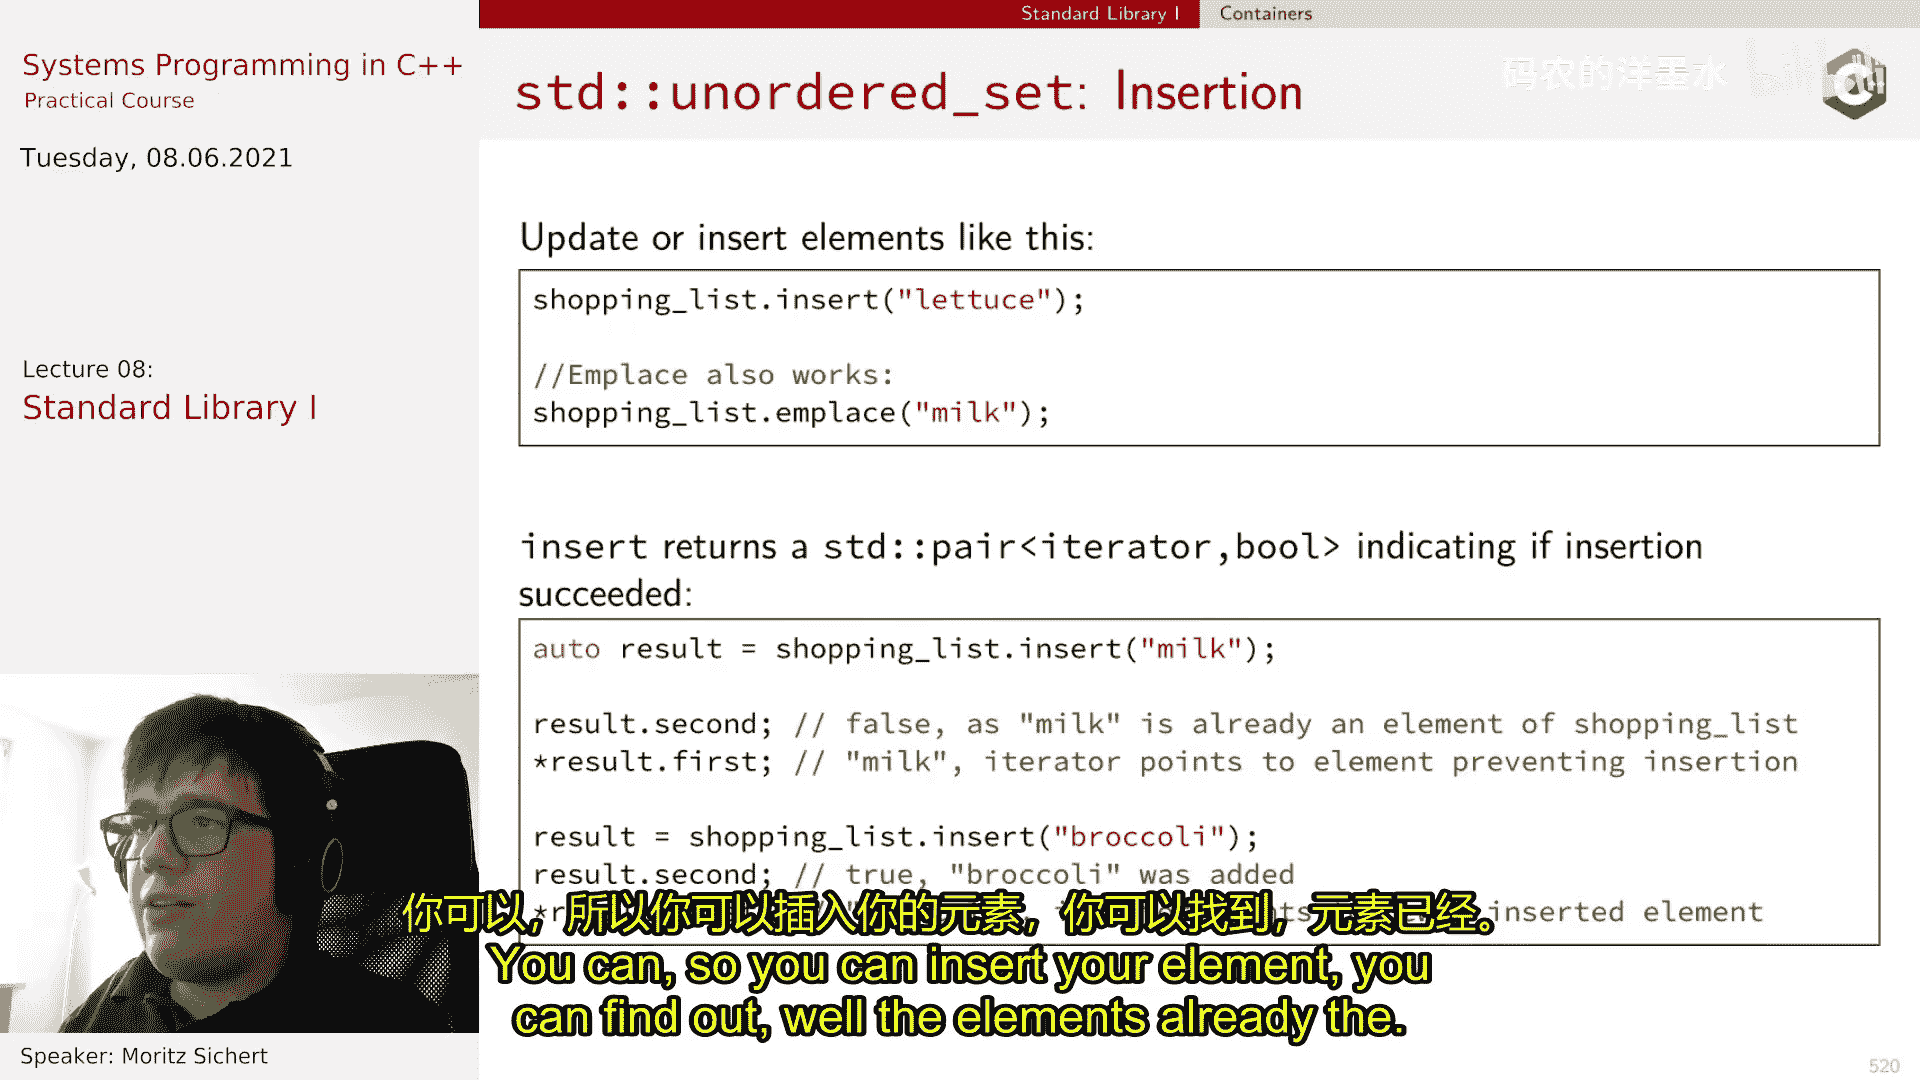 Standard Library I
Containers
Systems Programming in C++
Practical Course
Tuesday, 08.06.2021
Lecture 08:
Standard Library I
Speaker: Moritz Sichert
std::unordered_set: Insertion
码农的洋墨水
Update or insert elements like this:
shopping_list.insert("lettuce");
//Emplace also works:
shopping_list.emplace("milk");
insert returns a std::pair<iterator,bool> indicating if insertion
succeeded:
auto result = shopping_list.insert("milk");
result.second; // false, as "milk" is already an element of shopping_list
*result.first; // "milk", iterator points to element preventing insertion
result = shopping_list.insert("broccoli");
result.second; // true, "broccoli" was added
inserted element
你可以，所以你可以插入你的元素，你可以找到，元素已经。
You can, so you can insert your element, you
can find out, well the elements already the.
520